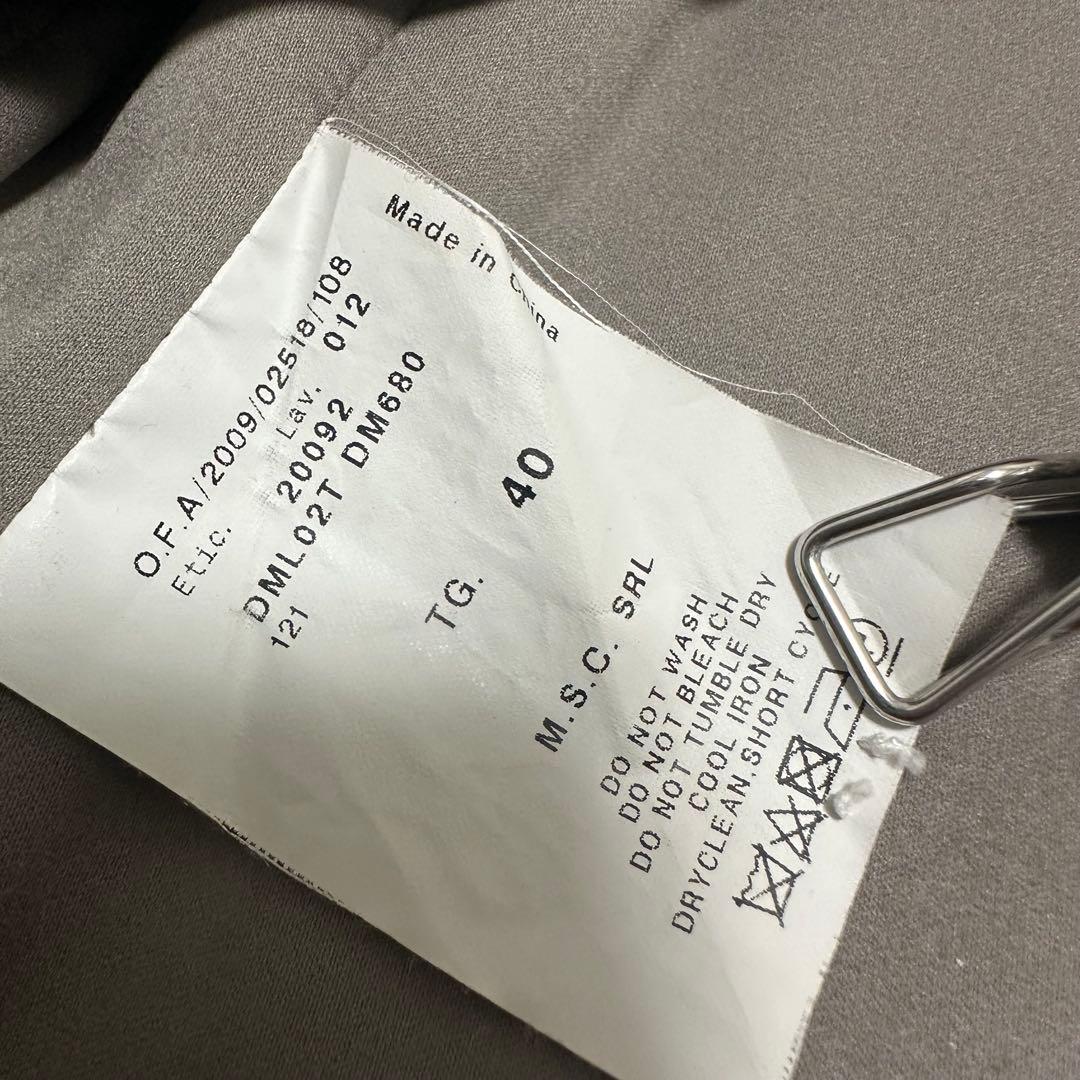 Made in China
O.F.A/2009/02518/108
Etic. Lav.
20092 012
DML02T DM680
121
TG. 40
M.S.C. SRL
DO NOT WASH
DO NOT BLEACH
DO NOT TUMBLE DRY
COOL IRON
DRYCLEAN,SHORT CYCLE